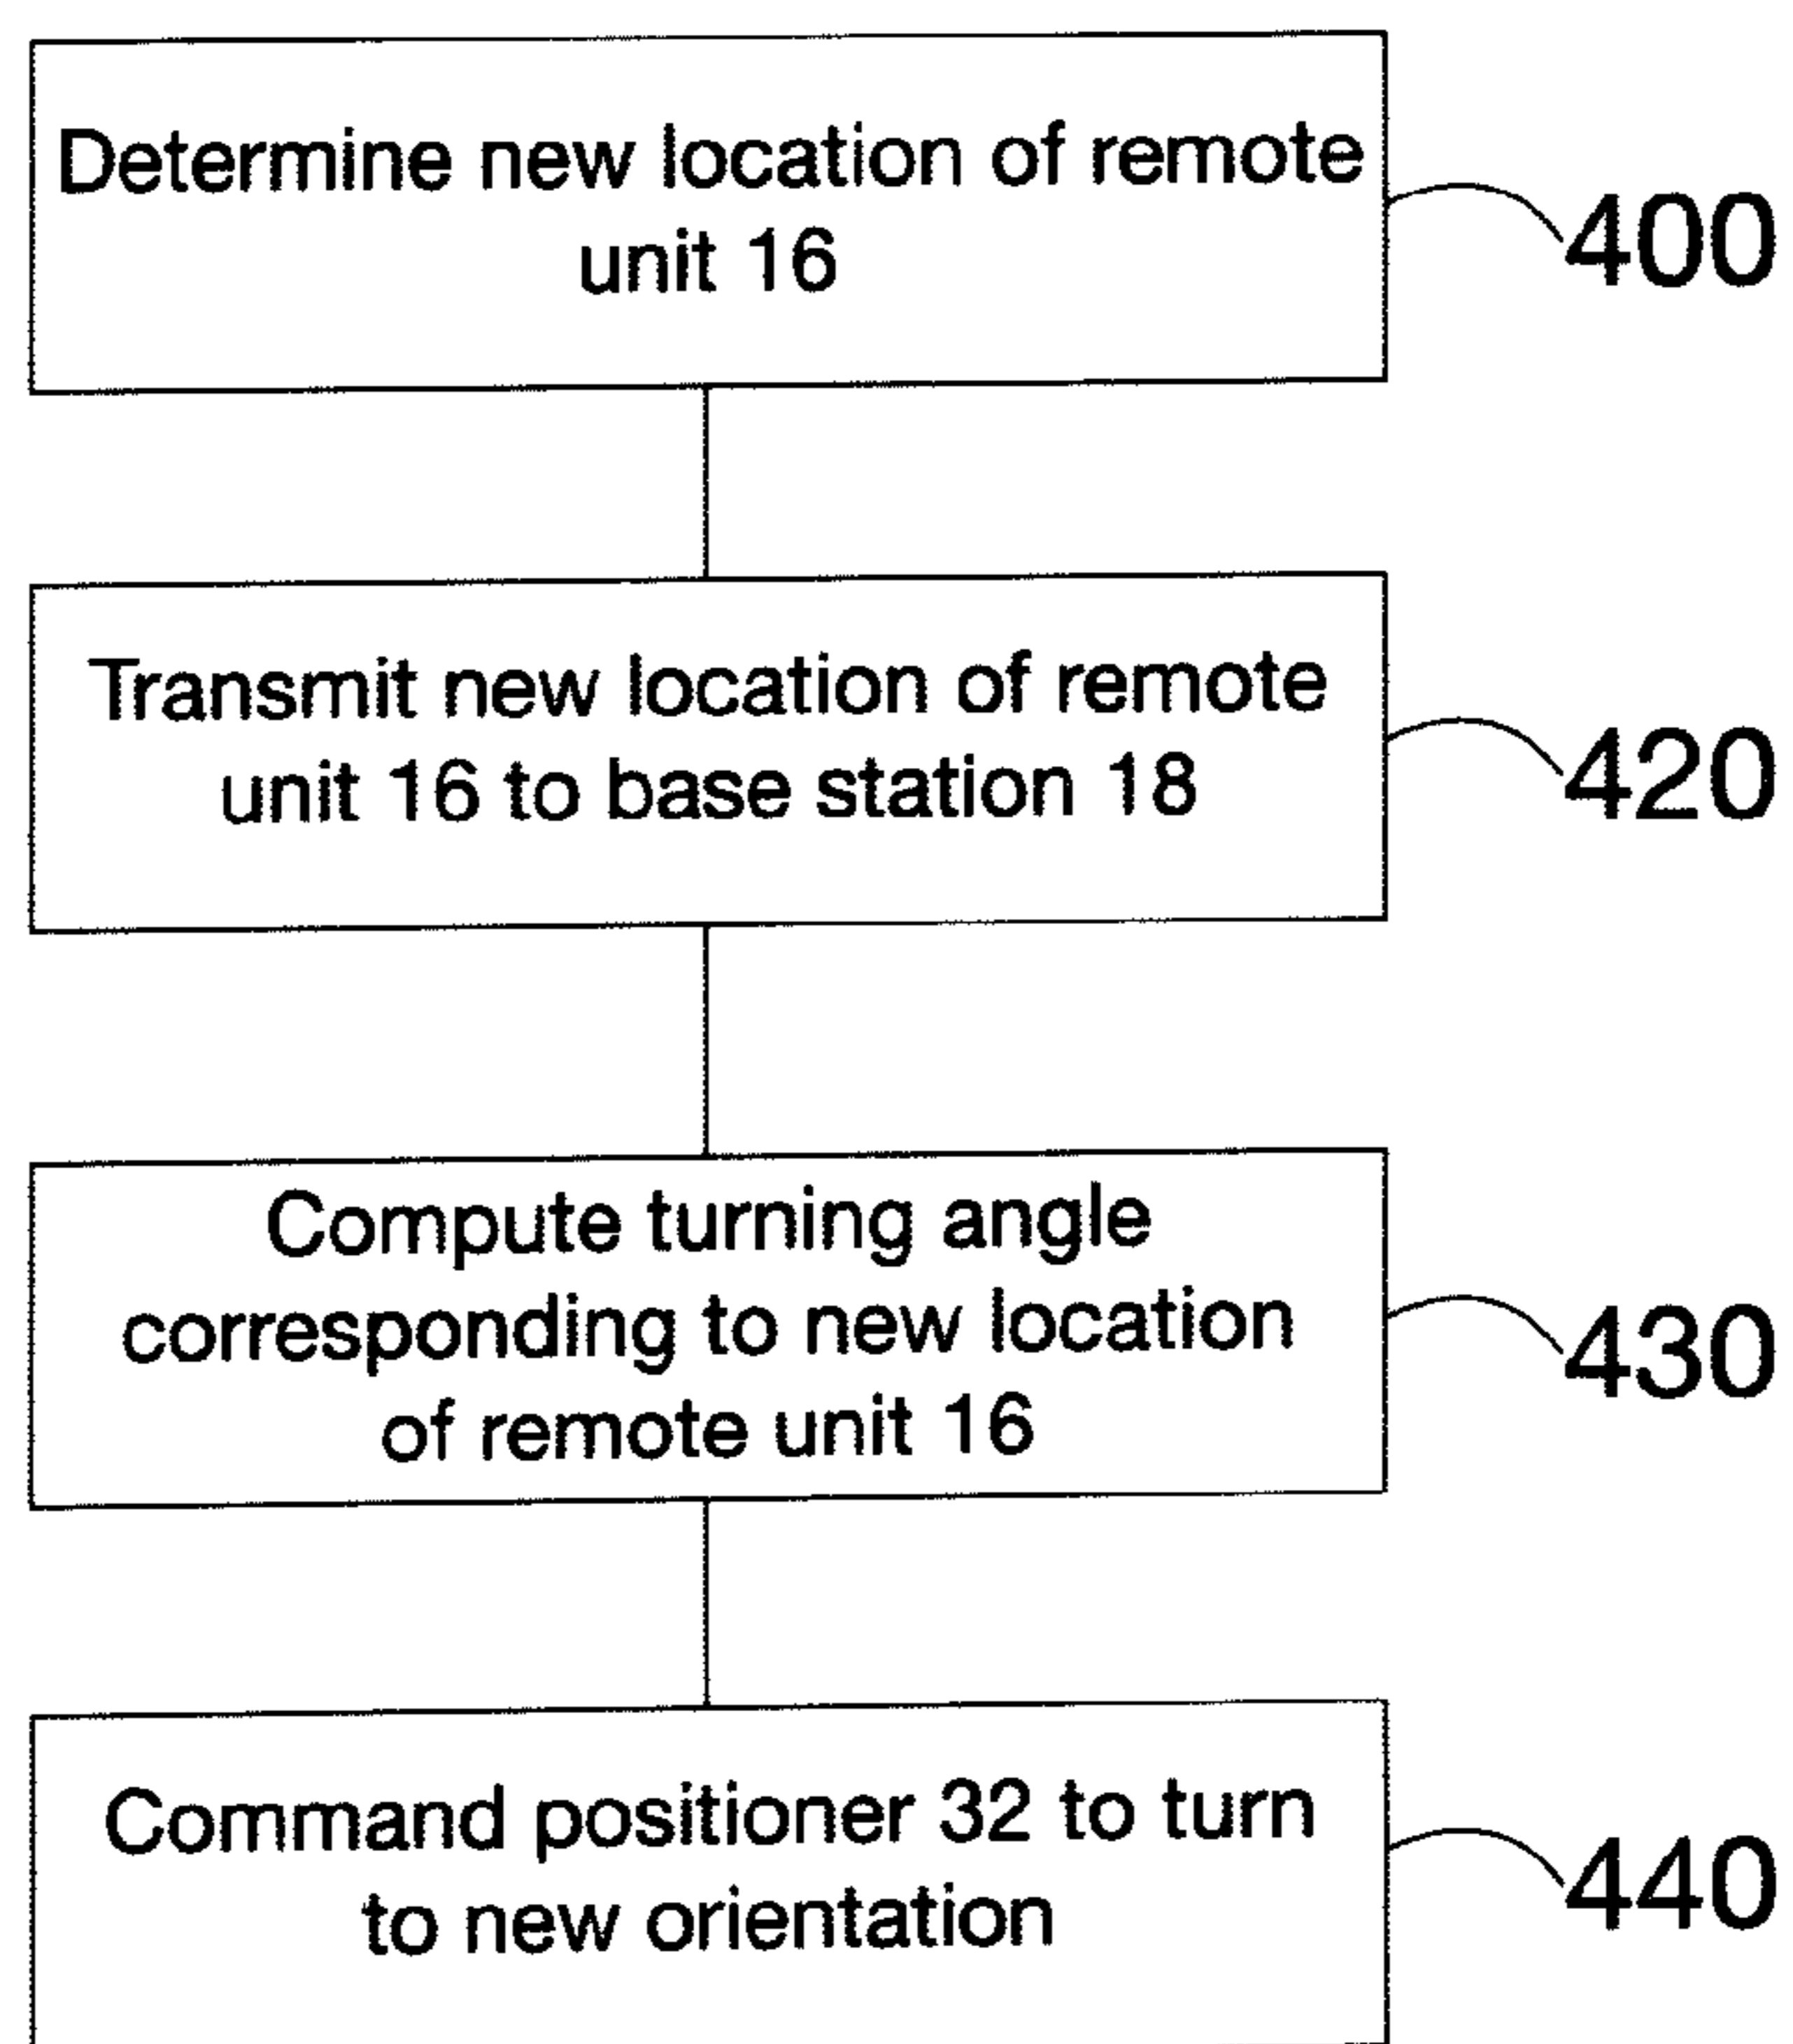 Determine new location of remote
unit 16
400
Transmit new location of remote
unit 16 to base station 18
420
Compute turning angle
corresponding to new location
of remote unit 16
430
Command positioner 32 to turn
to new orientation
440